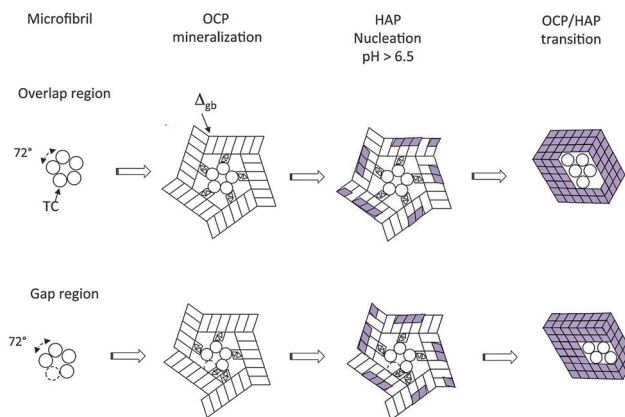 Microfibril
OCP
mineralization
HAP
Nucleation
pH > 6.5
OCP/HAP
transition
Overlap region
Δgb
72°
TC
Gap region
72°